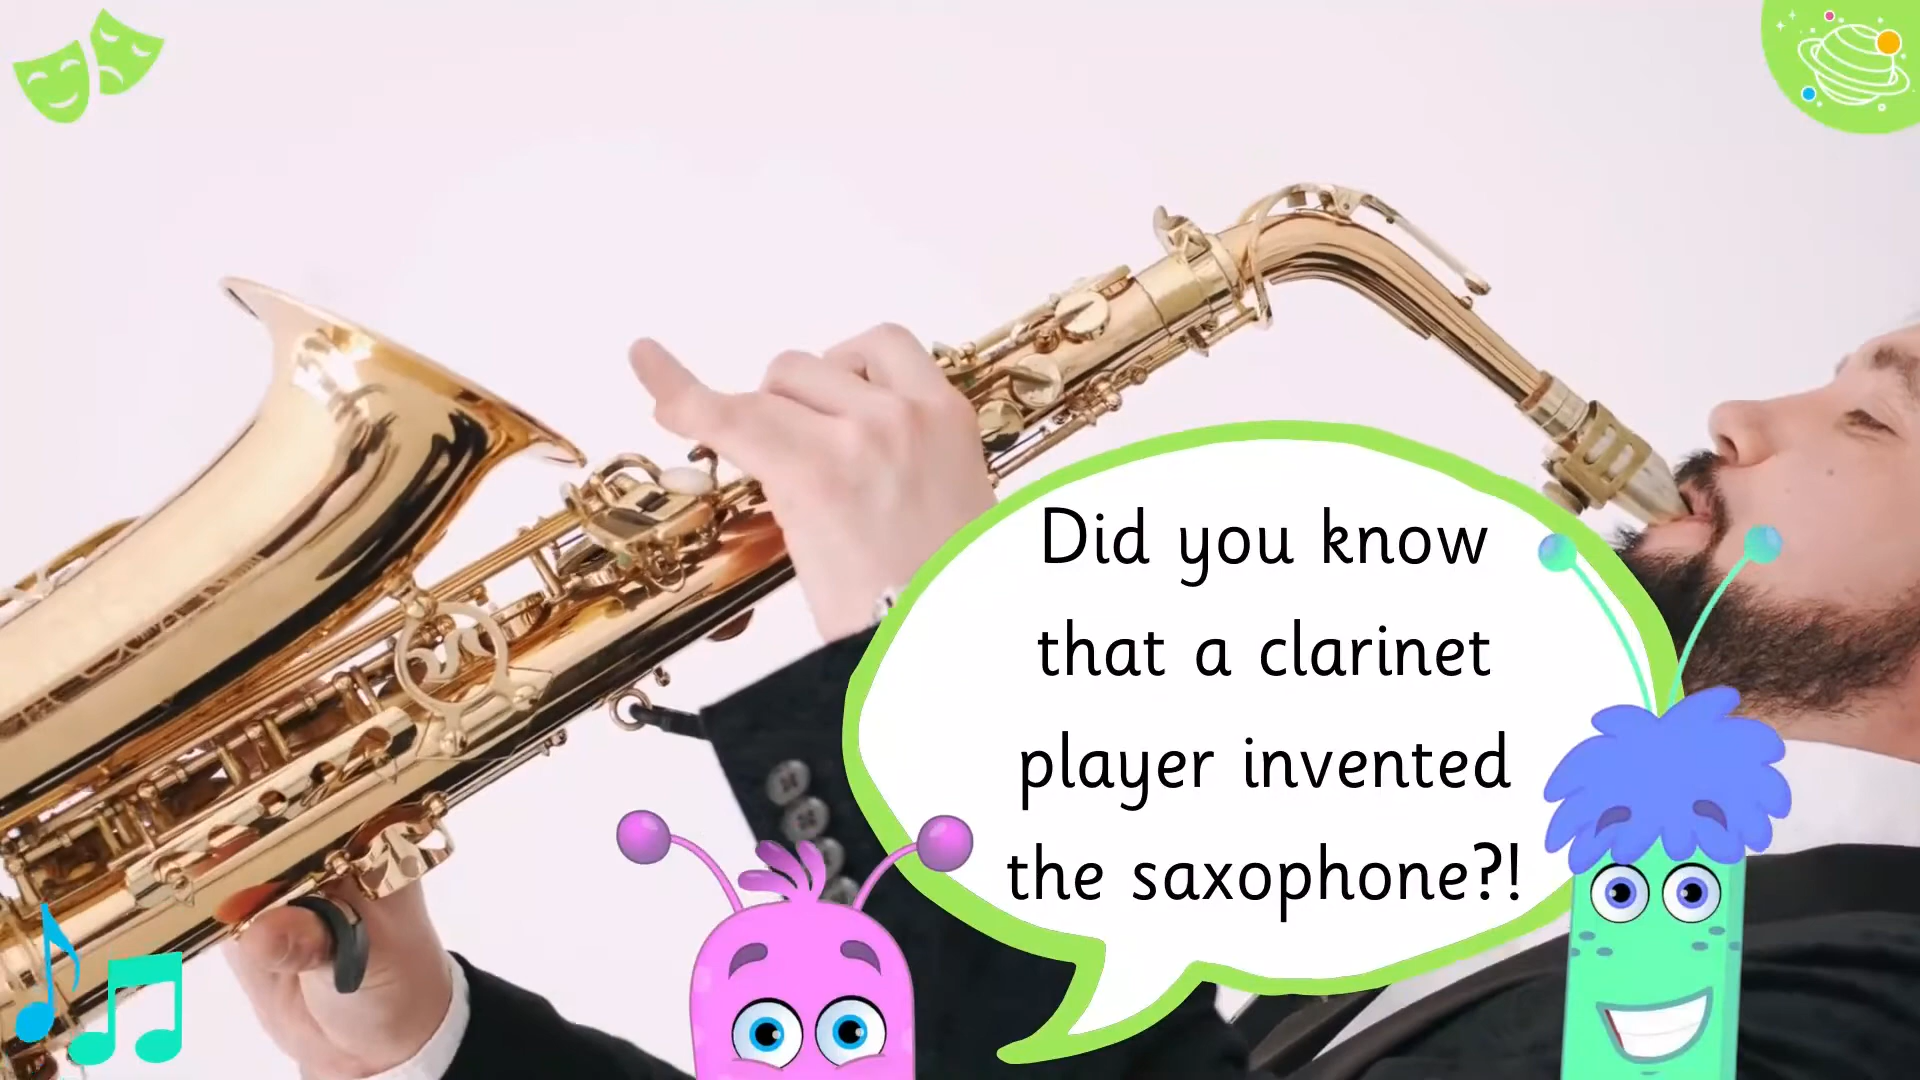 Did you know
that a clarinet
player invented
the saxophone?!